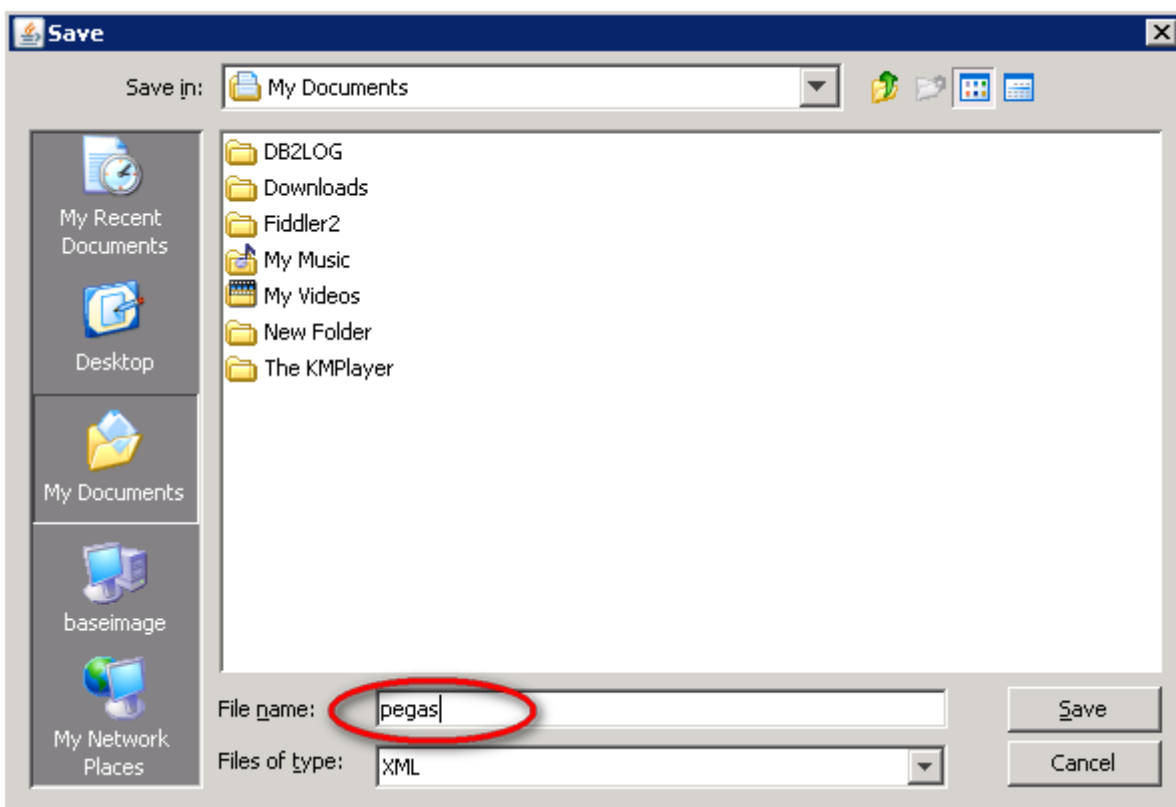 Save
Save in: My Documents
My Recent
Documents
Desktop
My Documents
baseimage
My Network
Places
DB2LOG
Downloads
Fiddler2
My Music
My Videos
New Folder
The KMPlayer
File name: pegas Save
Files of type: XML Cancel